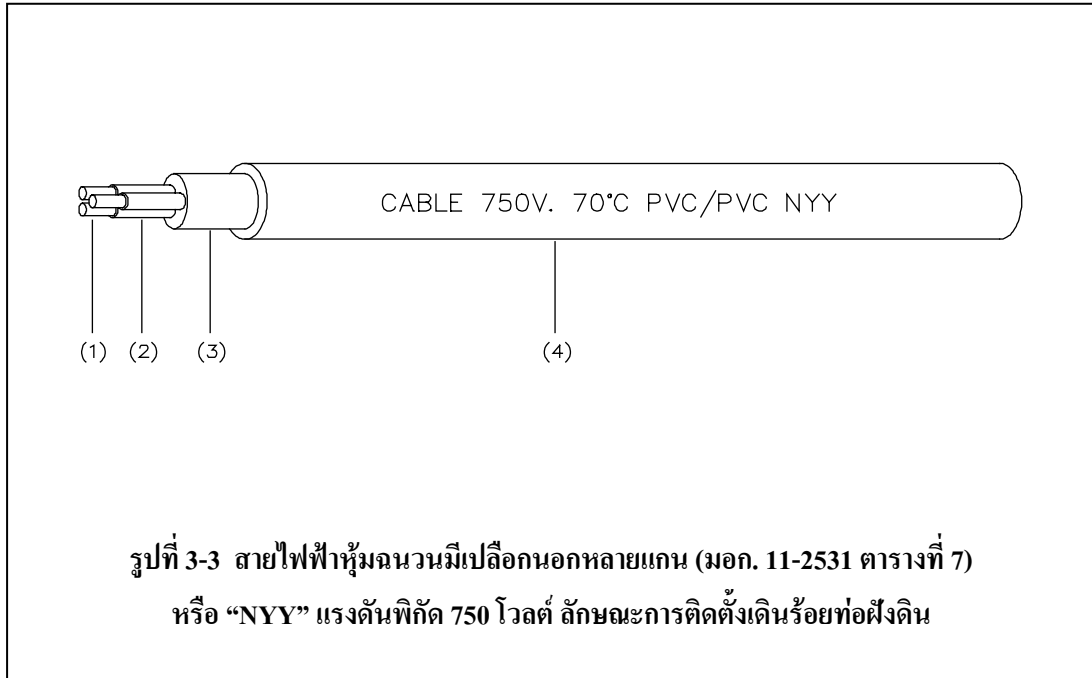 CABLE 750V. 70°C PVC/PVC NYY
(1) (2) (3) (4)
รูปที่ 3-3 สายไฟฟ้าหุ้มฉนวนมีเปลือกนอกหลายแกน (มอก. 11-2531 ตารางที่ 7)
หรือ “NYY” แรงดันพิกัด 750 โวลต์ ลักษณะการติดตั้งเดินร้อยท่อฝังดิน